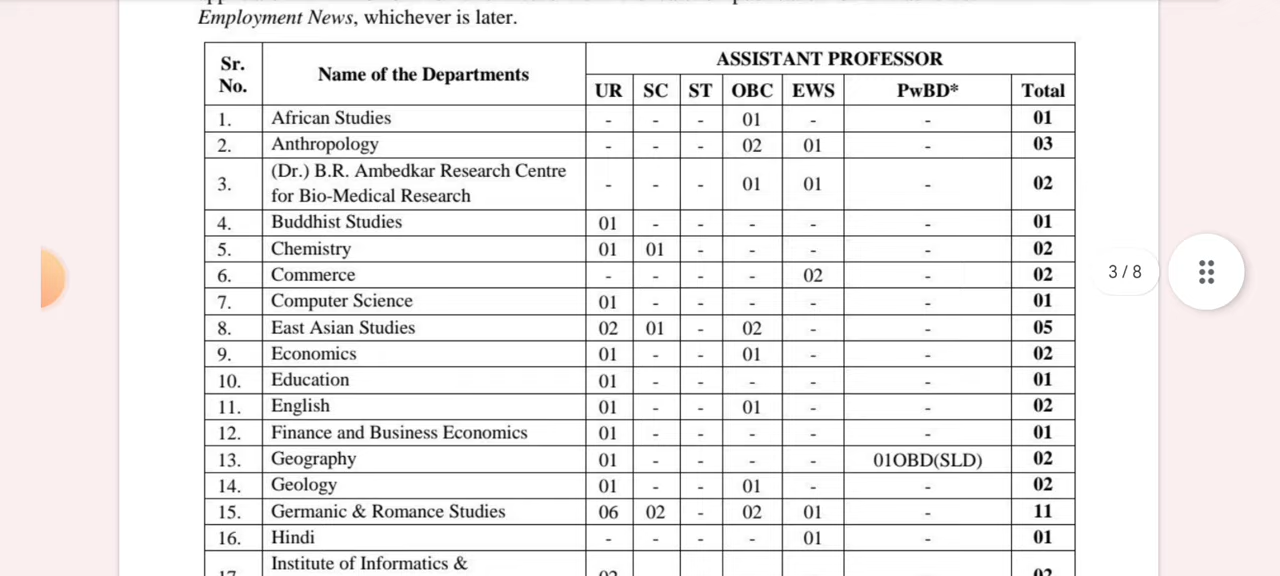 Employment News, whichever is later.
Sr. No. Name of the Departments ASSISTANT PROFESSOR
UR SC ST OBC EWS PwBD* Total
1. African Studies - - - 01 - - 01
2. Anthropology - - - 02 01 - 03
3. (Dr.) B.R. Ambedkar Research Centre for Bio-Medical Research - - - 01 01 - 02
4. Buddhist Studies 01 - - - - - 01
5. Chemistry 01 01 - - - - 02
6. Commerce - - - - 02 - 02
7. Computer Science 01 - - - - - 01
8. East Asian Studies 02 01 - 02 - - 05
9. Economics 01 - - 01 - - 02
10. Education 01 - - - - - 01
11. English 01 - - 01 - - 02
12. Finance and Business Economics 01 - - - - - 01
13. Geography 01 - - - - 01OBD(SLD) 02
14. Geology 01 - - 01 - - 02
15. Germanic & Romance Studies 06 02 - 02 01 - 11
16. Hindi - - - - 01 - 01
Institute of Informatics &
3 / 8